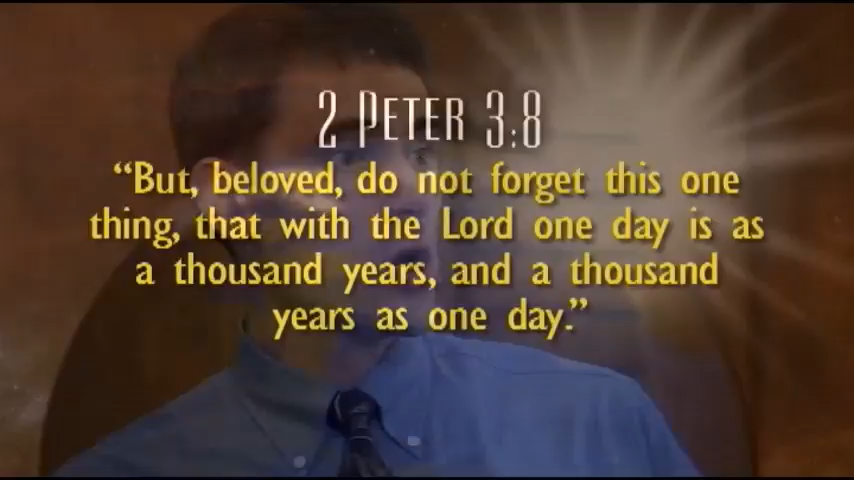 2 PETER 3:8
“But, beloved, do not forget this one
thing, that with the Lord one day is as
a thousand years, and a thousand
years as one day.”